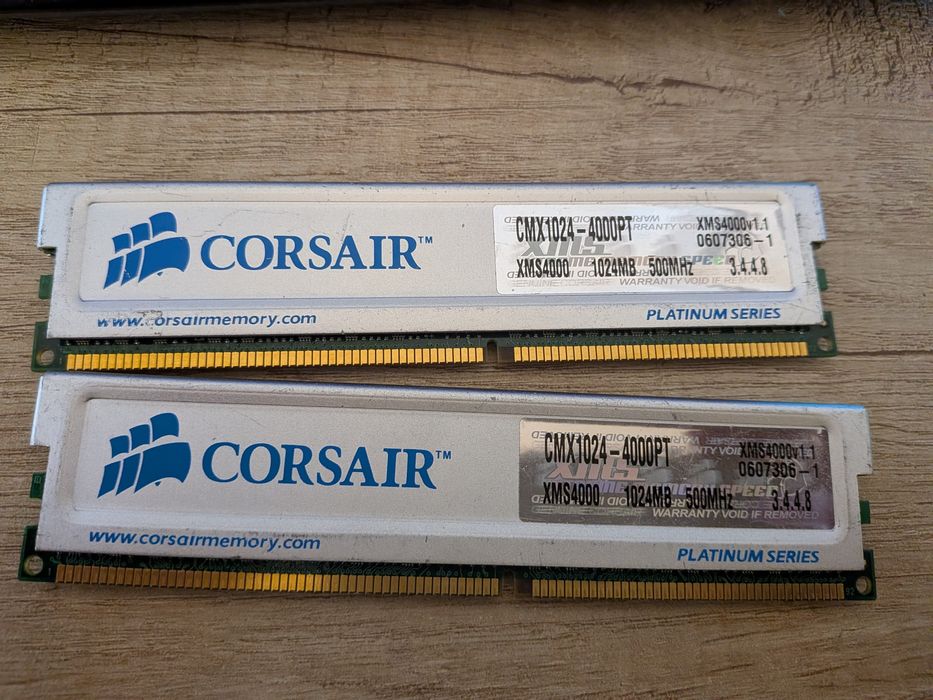 CORSAIR™
www.corsairmemory.com
PLATINUM SERIES
CMX1024-4000PT
XMS4000v1.1
0607306-1
XMS4000 1024MB 500MHz 3.4.4.8
WARRANTY VOID IF REMOVED
CORSAIR™
www.corsairmemory.com
PLATINUM SERIES
CMX1024-4000PT
XMS4000v1.1
0607306-1
XMS4000 1024MB 500MHz 3.4.4.8
WARRANTY VOID IF REMOVED
92